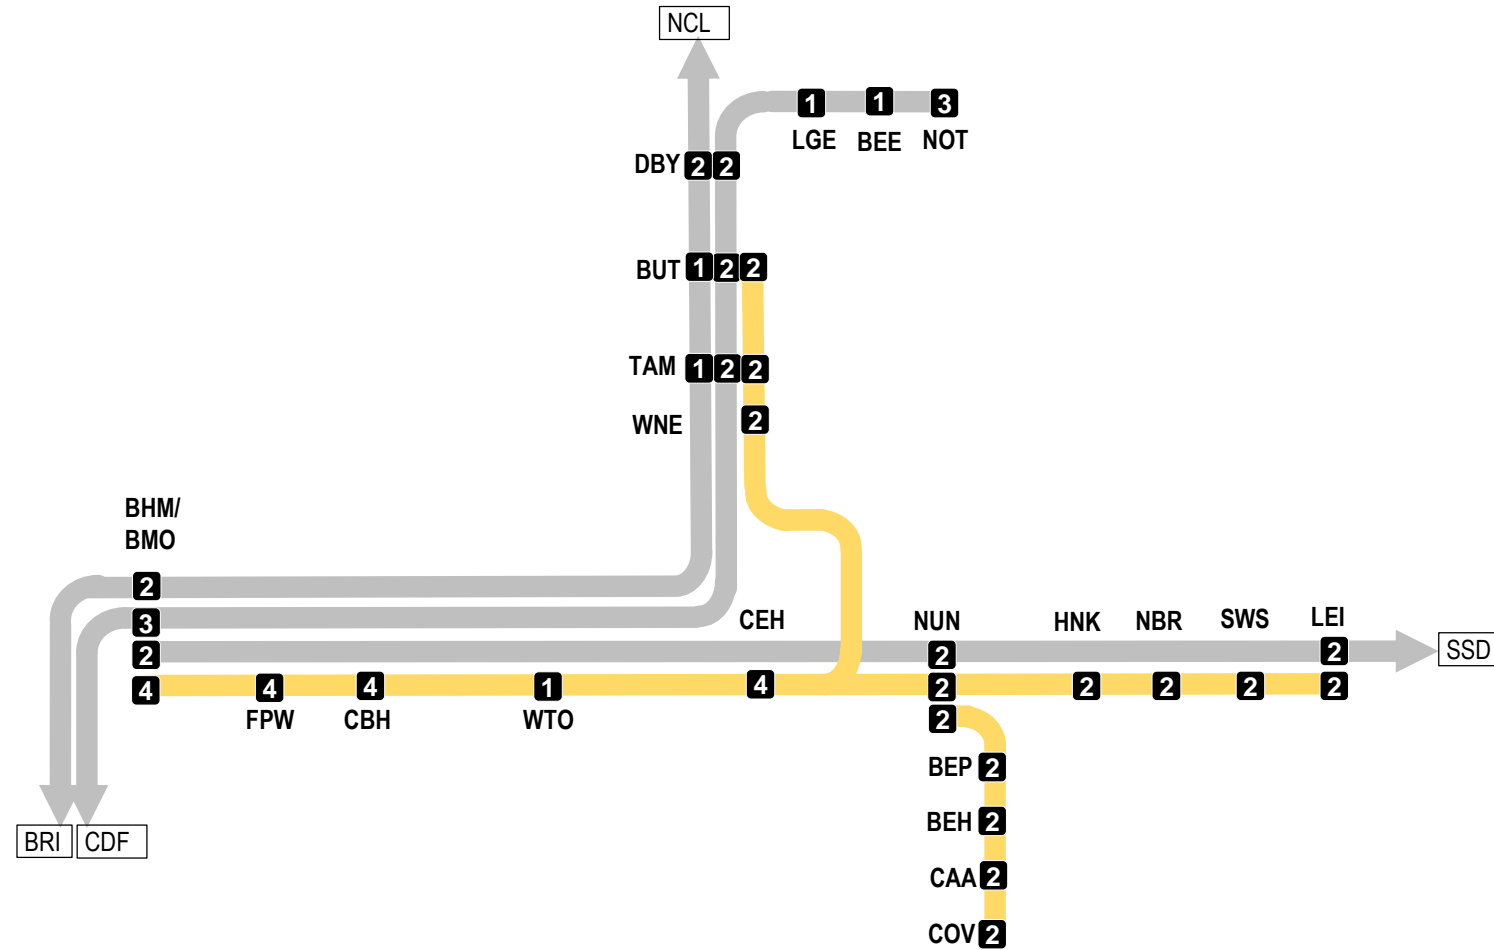 NCL
1 1 3
LGE BEE NOT
DBY 2 2
BUT 1 2 2
TAM 1 2 2
WNE 2
BHM/
BMO
2
3
CEH NUN HNK NBR SWS LEI
2 2 2 SSD
4 4 4 1 4 2 2 2 2 2
FPW CBH WTO
2
BEP 2
BEH 2
BRI CDF
CAA 2
COV 2